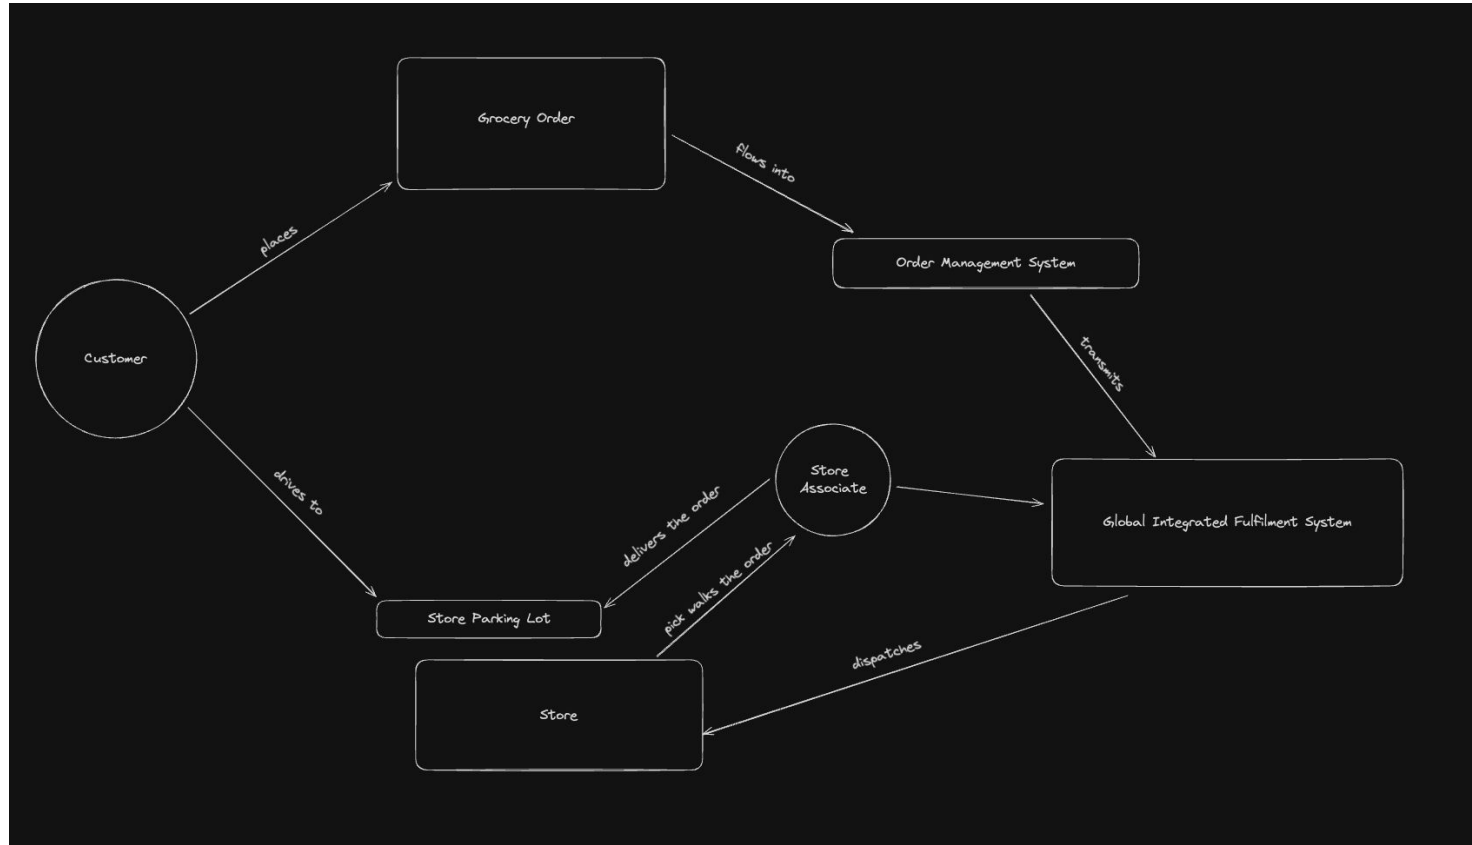 Grocery Order
flows into
places
Order Management System
Customer
transmits
Store
Associate
drives to
delivers the order
Global Integrated Fulfilment System
pick walks the order
Store Parking Lot
dispatches
Store